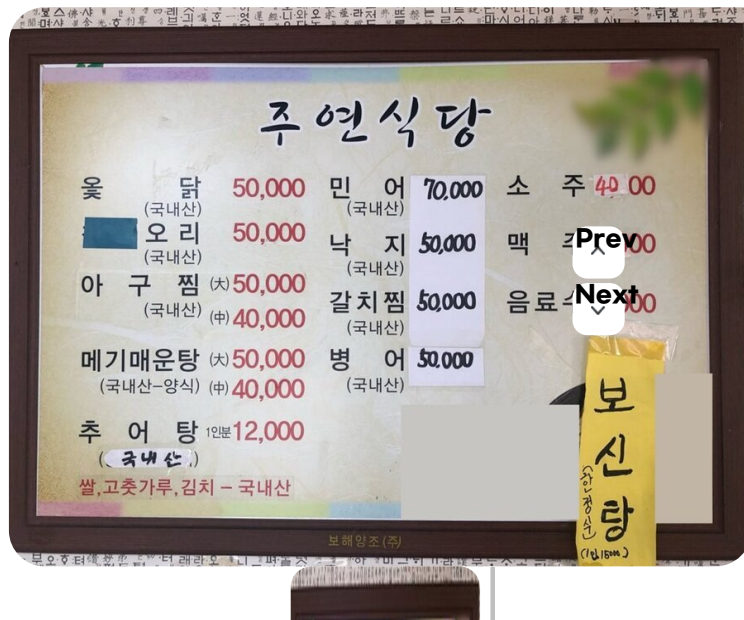 주연식당
옻 닭 50,000
(국내산)
오리 50,000
(국내산)
아 구 찜 (大) 50,000
(국내산) (中) 40,000
메기매운탕 (大) 50,000
(국내산-양식) (中) 40,000
추 어 탕 1인분 12,000
(국내산)
쌀,고춧가루,김치 - 국내산
민 어 70,000
(국내산)
낙 지 50,000
(국내산)
갈치찜 50,000
(국내산)
병 어 50,000
(국내산)
소 주 40 00
맥
Prev
음료
Next
보신탕
보해양조(주)